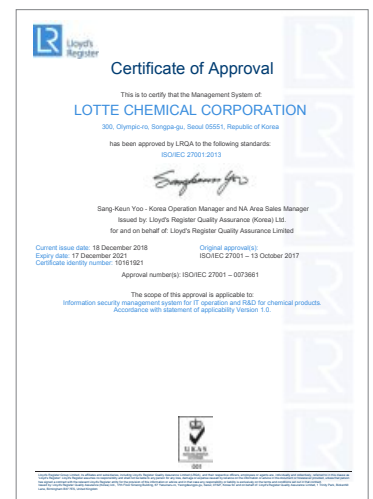 Lloyd's
Register
Certificate of Approval
This is to certify that the Management System of:
LOTTE CHEMICAL CORPORATION
300, Olympic-ro, Songpa-gu, Seoul 05551, Republic of Korea
has been approved by LRQA to the following standards:
ISO/IEC 27001:2013
Sang-Keun Yoo - Korea Operation Manager and NA Area Sales Manager
Issued by: Lloyd's Register Quality Assurance (Korea) Ltd.
for and on behalf of: Lloyd's Register Quality Assurance Limited
Current issue date: 18 December 2018 Original approval(s):
Expiry date: 17 December 2021 ISO/IEC 27001 – 13 October 2017
Certificate identity number: 10161921
Approval number(s): ISO/IEC 27001 – 0073661
The scope of this approval is applicable to:
Information security management system for IT operation and R&D for chemical products.
Accordance with statement of applicability Version 1.0.
UKAS
001